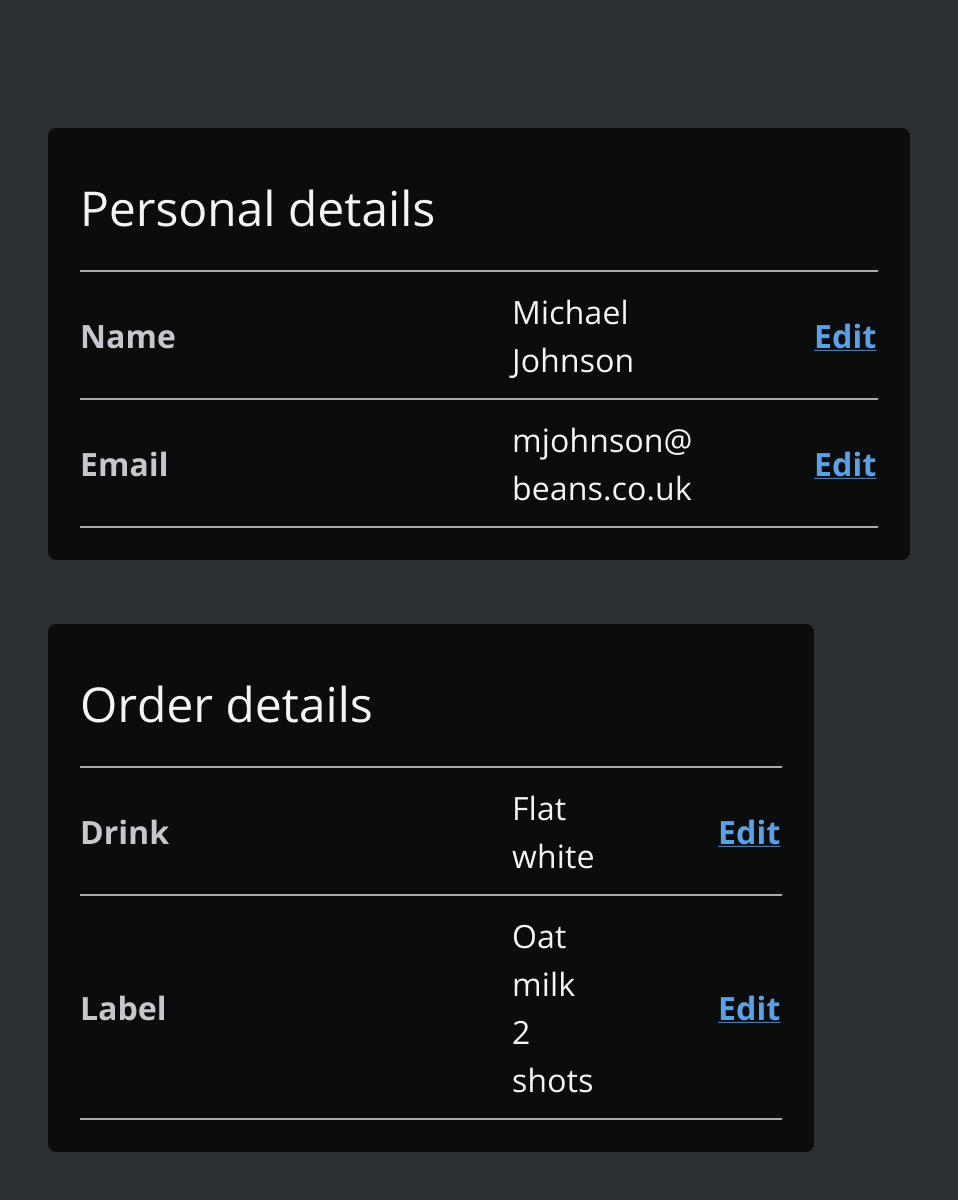 Personal details
Name
Michael
Johnson
Edit
Email
mjohnson@
beans.co.uk
Edit
Order details
Drink
Flat
white
Edit
Label
Oat
milk
2
shots
Edit